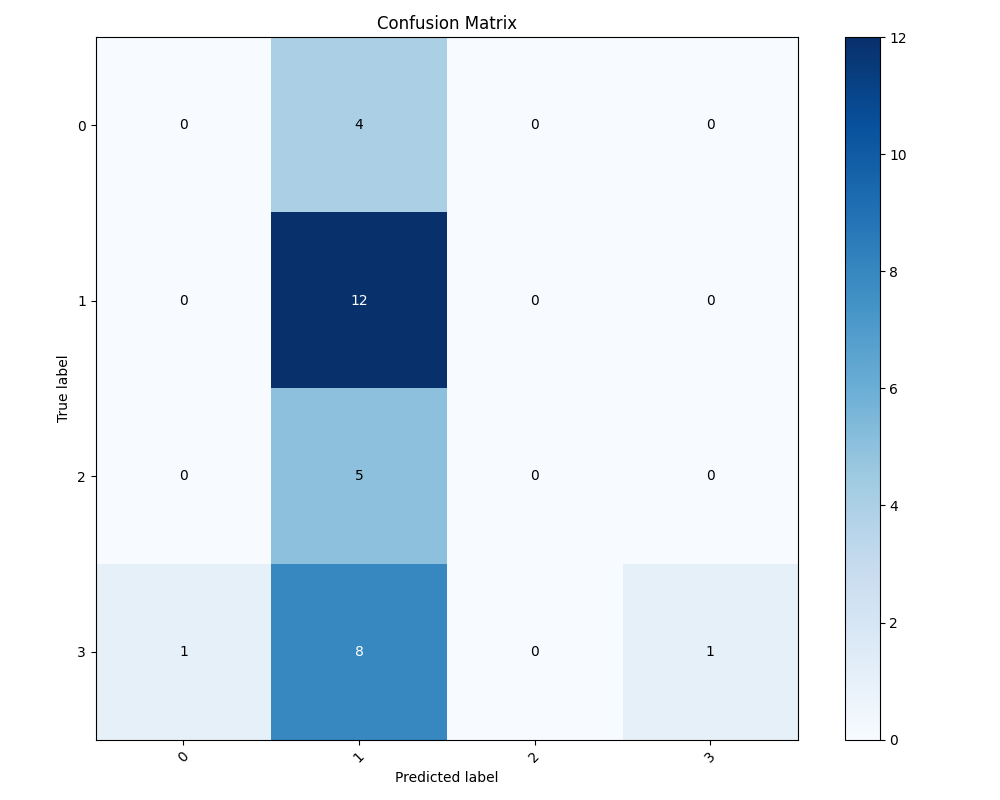 Confusion Matrix
0 0 4 0 0
1 0 12 0 0
2 0 5 0 0
3 1 8 0 1
0 1 2 3
Predicted label
True label
12
10
8
6
4
2
0